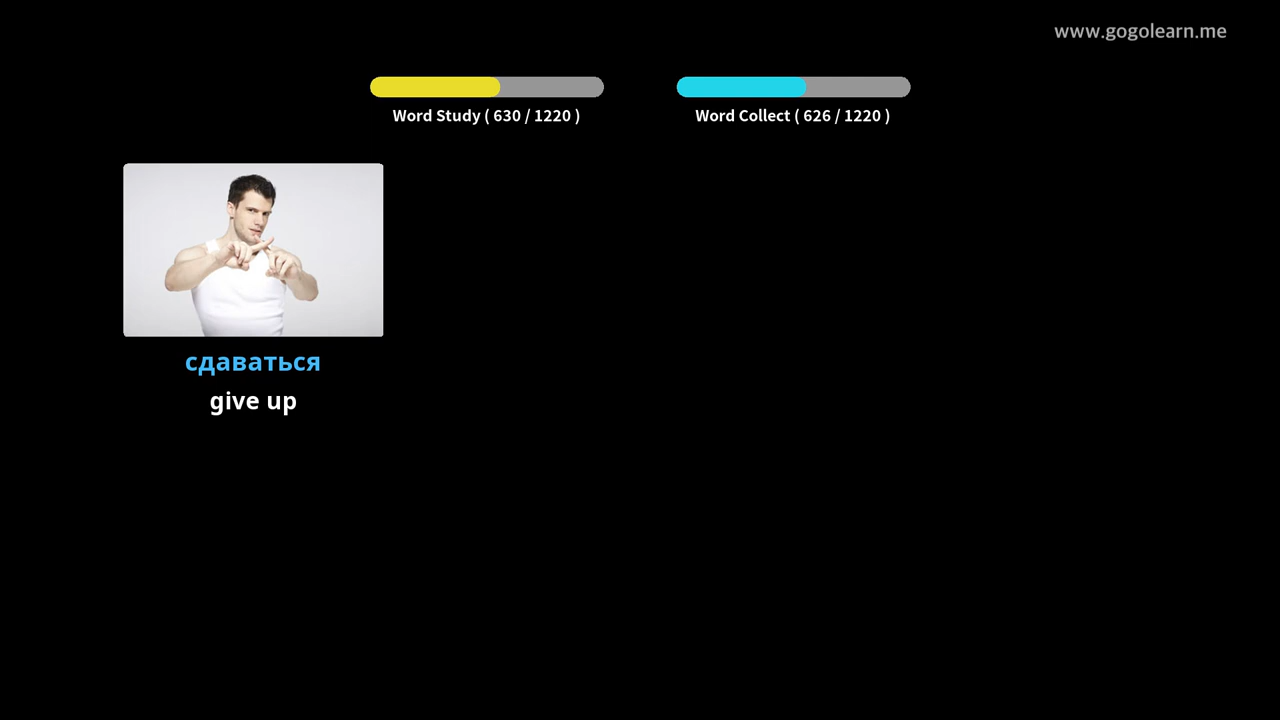 www.gogolearn.me
Word Study ( 630 / 1220 )
Word Collect ( 626 / 1220 )
сдаваться
give up